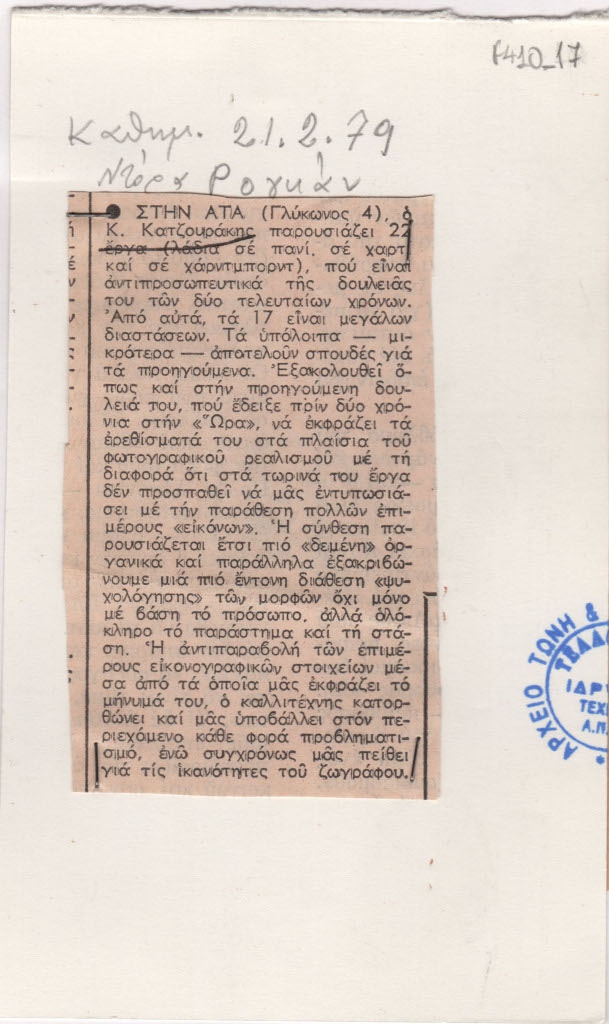 f410_17
Καθημ. 21.2.79
Ντόρα Ρογκάν
● ΣΤΗΝ ΑΤΑ (Γλύκωνος 4), ὁ
Κ. Κατζουράκης παρουσιάζει 22
ἔργα (λάδια σέ πανί, σέ χαρτί
καί σέ χάρντμπορντ), πού εἶναι
ἀντιπροσωπευτικά τῆς δουλειᾶς
του τῶν δύο τελευταίων χρόνων.
Ἀπό αὐτά, τά 17 εἶναι μεγάλων
διαστάσεων. Τά ὑπόλοιπα — μι-
κρότερα — ἀποτελοῦν σπουδές γιά
τά προηγούμενα. Ἐξακολουθεῖ ὅ-
πως καί στήν προηγούμενη δου-
λειά του, πού ἔδειξε πρίν δύο χρό-
νια στήν «Ὥρα», νά ἐκφράζει τά
ἐρεθίσματά του στά πλαίσια τοῦ
φωτογραφικοῦ ρεαλισμοῦ μέ τή
διαφορά ὅτι στά τωρινά του ἔργα
δέν προσπαθεῖ νά μᾶς ἐντυπωσιά-
σει μέ τήν παράθεση πολλῶν ἐπι-
μέρους «εἰκόνων». Ἡ σύνθεση πα-
ρουσιάζεται ἔτσι πιό «δεμένη» ὀρ-
γανικά καί παράλληλα ἐξακριβώ-
νουμε μιά πιό ἔντονη διάθεση «ψυ-
χολόγησης» τῶν μορφῶν ὄχι μόνο
μέ βάση τό πρόσωπο, ἀλλά ὁλό-
κληρο τό παράστημα καί τή στά-
ση. Ἡ ἀντιπαραβολή τῶν ἐπιμέ-
ρους εἰκονογραφικῶν στοιχείων μέ-
σα ἀπό τά ὁποῖα μᾶς ἐκφράζει τό
μήνυμά του, ὁ καλλιτέχνης κατορ-
θώνει καί μᾶς ὑποβάλλει στόν πε-
ριεχόμενο κάθε φορά προβληματι-
σμό, ἐνῶ συγχρόνως μᾶς πείθει
γιά τίς ἱκανότητες τοῦ ζωγράφου.
ΑΡΧΕΙΟ ΤΩΝΗ &
ΤΕΛΛΟ
ΙΔΡΥ
ΤΕΧ
Α.Π.